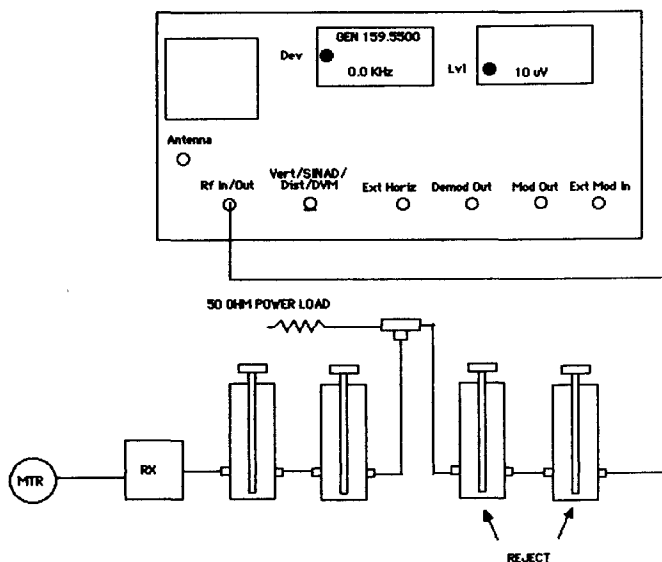 GEN 159.5500
Dev
0.0 KHz
Lvl
10 uV
Antenna
Rf In/Out
Vert/SINAD/
Dist/DVM
Ext Horiz
Demod Out
Mod Out
Ext Mod In
50 OHM POWER LOAD
MTR
RX
REJECT